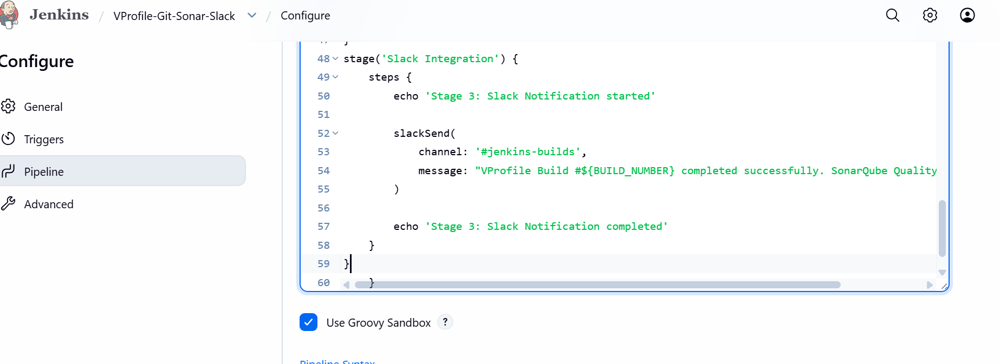 Jenkins / VProfile-Git-Sonar-Slack / Configure
Configure
General
Triggers
Pipeline
Advanced
47 }
48 stage('Slack Integration') {
49 steps {
50 echo 'Stage 3: Slack Notification started'
51
52 slackSend(
53 channel: '#jenkins-builds',
54 message: "VProfile Build #${BUILD_NUMBER} completed successfully. SonarQube Quality
55 )
56
57 echo 'Stage 3: Slack Notification completed'
58 }
59 }
60 }
Use Groovy Sandbox ?
Pipeline Syntax